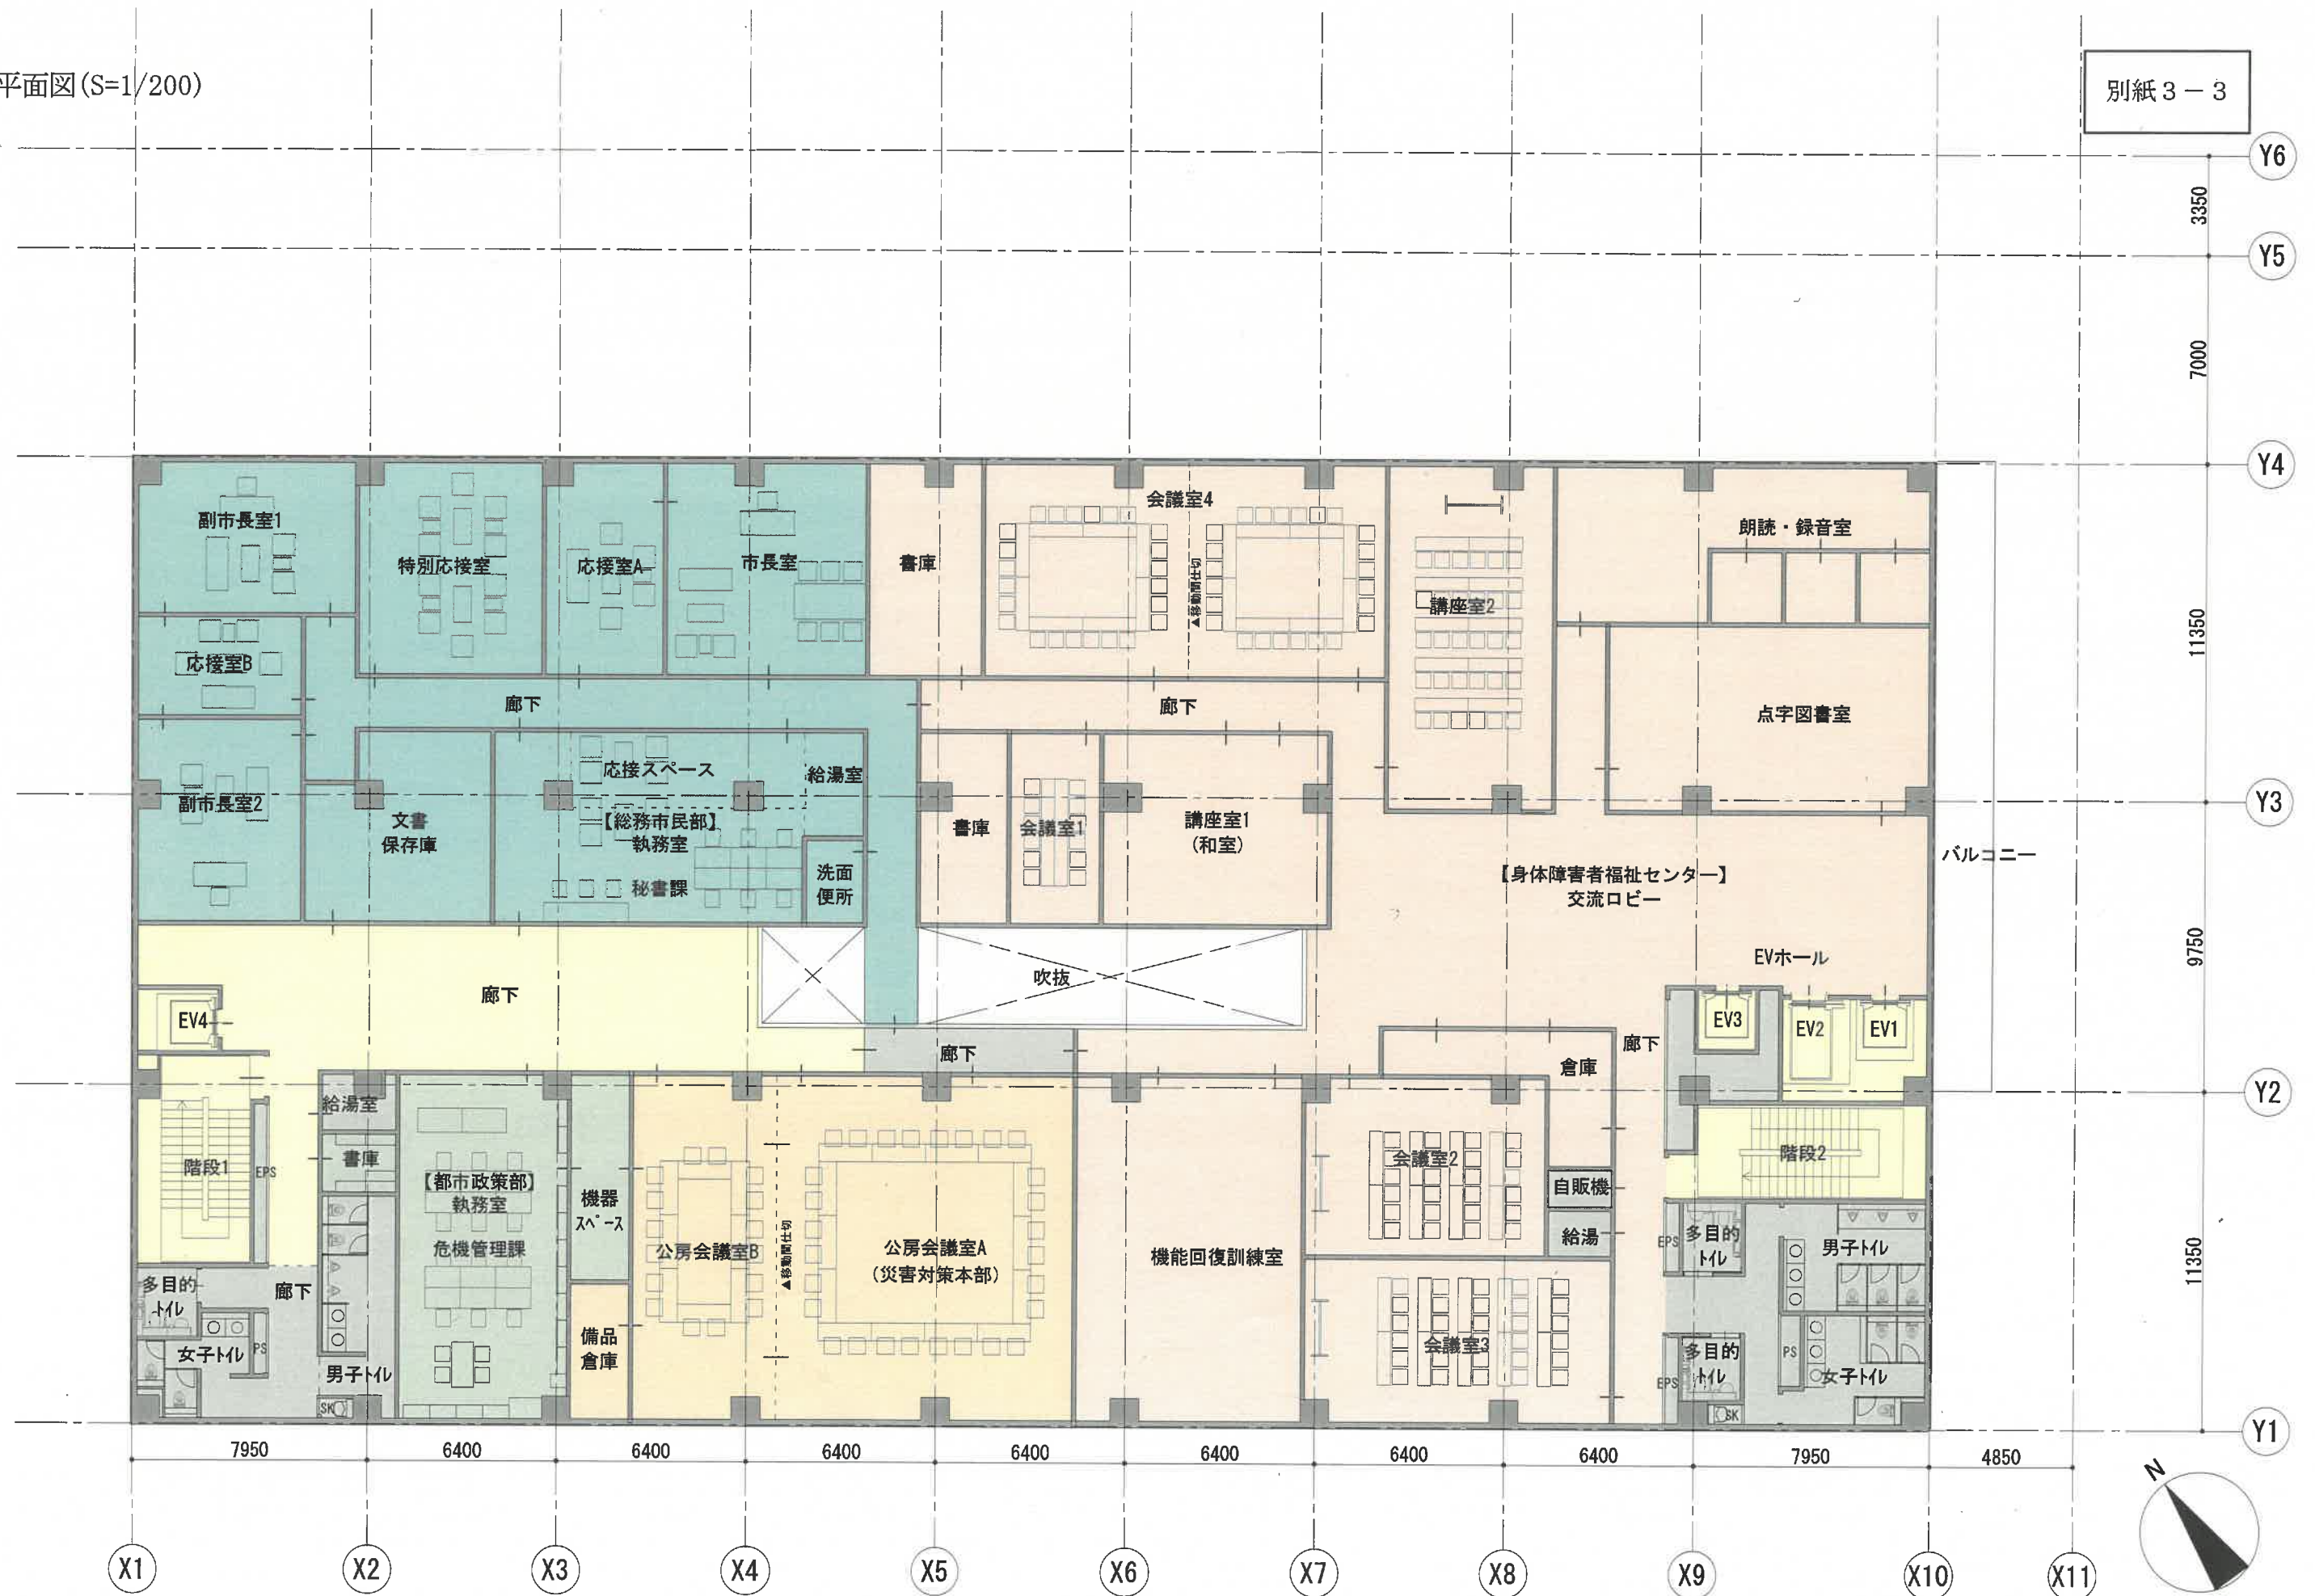 平面図(S=1/200)
別紙３－３
Y6
3350
Y5
7000
Y4
副市長室1
特別応接室
応接室A
市長室
書庫
会議室4
▲移動間仕切
講座室2
朗読・録音室
11350
応接室B
廊下
廊下
点字図書室
副市長室2
文書
保存庫
応接スペース
給湯室
【総務市民部】
執務室
秘書課
洗面
便所
書庫
会議室1
講座室1
(和室)
Y3
【身体障害者福祉センター】
交流ロビー
バルコニー
9750
EVホール
廊下
吹抜
EV4
廊下
倉庫
廊下
EV3
EV2
EV1
Y2
給湯室
書庫
階段1
EPS
【都市政策部】
執務室
危機管理課
機器
スペース
公房会議室B
▲移動間仕切
公房会議室A
(災害対策本部)
機能回復訓練室
会議室2
自販機
給湯
階段2
EPS
多目的
トイレ
男子トイレ
11350
多目的
トイレ
廊下
女子トイレ
PS
男子トイレ
SK
備品
倉庫
会議室3
EPS
多目的
トイレ
PS
女子トイレ
SK
Y1
7950
6400
6400
6400
6400
6400
6400
6400
7950
4850
N
X1
X2
X3
X4
X5
X6
X7
X8
X9
X10
X11